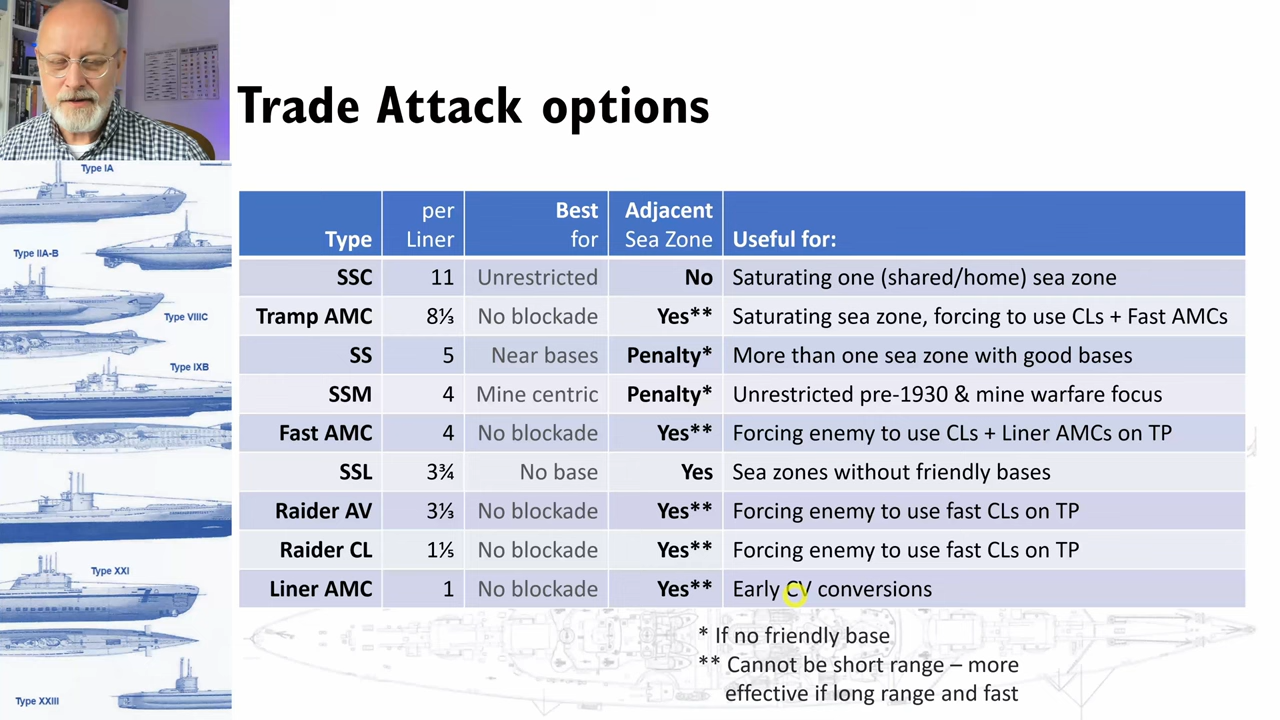 Trade Attack options
Type IA
Type IIA-B
Type VIIIC
Type IXB
Type XXI
Type XXIII
Type per Liner Best for Adjacent Sea Zone Useful for:
SSC 11 Unrestricted No Saturating one (shared/home) sea zone
Tramp AMC 8⅓ No blockade Yes** Saturating sea zone, forcing to use CLs + Fast AMCs
SS 5 Near bases Penalty* More than one sea zone with good bases
SSM 4 Mine centric Penalty* Unrestricted pre-1930 & mine warfare focus
Fast AMC 4 No blockade Yes** Forcing enemy to use CLs + Liner AMCs on TP
SSL 3¾ No base Yes Sea zones without friendly bases
Raider AV 3⅓ No blockade Yes** Forcing enemy to use fast CLs on TP
Raider CL 1⅕ No blockade Yes** Forcing enemy to use fast CLs on TP
Liner AMC 1 No blockade Yes** Early CV conversions
* If no friendly base
** Cannot be short range – more
effective if long range and fast